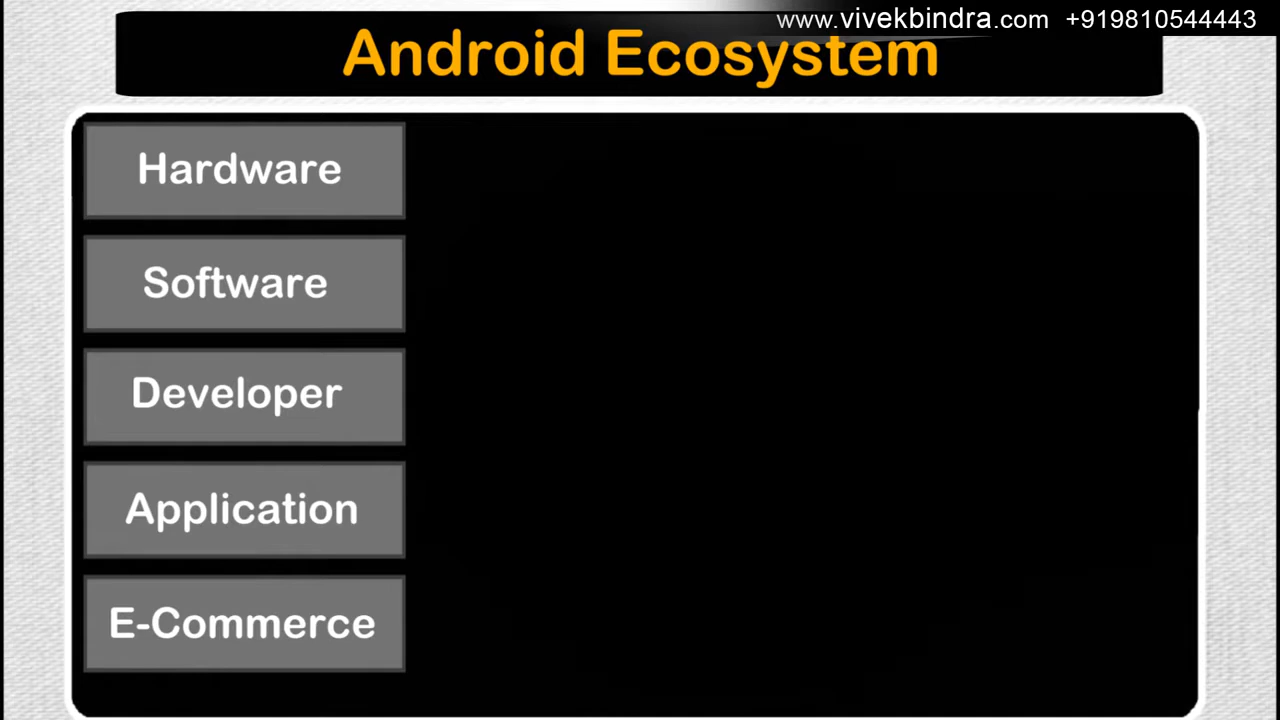 www.vivekbindra.com +919810544443
Android Ecosystem
Hardware
Software
Developer
Application
E-Commerce